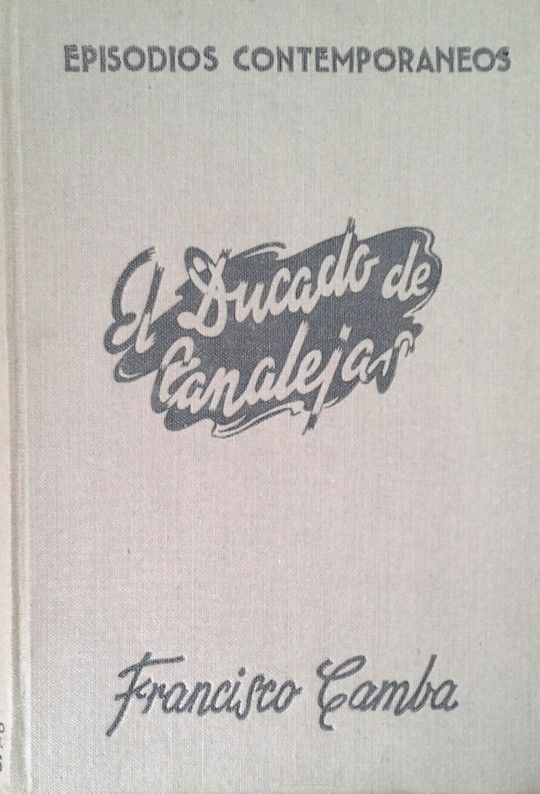 EPISODIOS CONTEMPORANEOS
El Ducado de
Canalejas
Francisco Camba